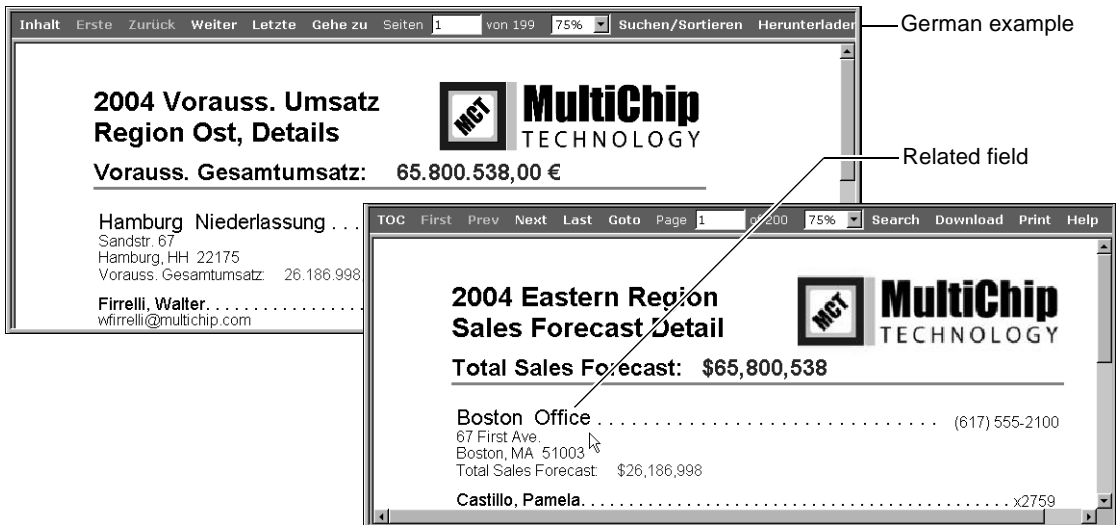 Inhalt Erste Zurück Weiter Letzte Gehe zu Seiten 1 von 199 75% Suchen/Sortieren Herunterladen
German example
2004 Vorauss. Umsatz
Region Ost, Details
MCT
MultiChip
TECHNOLOGY
Vorauss. Gesamtumsatz: 65.800.538,00 €
Related field
Hamburg Niederlassung . . .
Sandstr. 67
Hamburg, HH 22175
Vorauss. Gesamtumsatz: 26.186.998
Firrelli, Walter. . . . . . . . . . . . . . . . . .
wfirrelli@multichip.com
TOC First Prev Next Last Goto Page 1 of 200 75% Search Download Print Help
2004 Eastern Region
Sales Forecast Detail
MCT
MultiChip
TECHNOLOGY
Total Sales Forecast: $65,800,538
Boston Office . . . . . . . . . . . . . . . . . . . . . . . . . . . . . . . . (617) 555-2100
67 First Ave.
Boston, MA 51003
Total Sales Forecast: $26,186,998
Castillo, Pamela. . . . . . . . . . . . . . . . . . . . . . . . . . . . . . . . . . . . . . . . . . . . . x2759